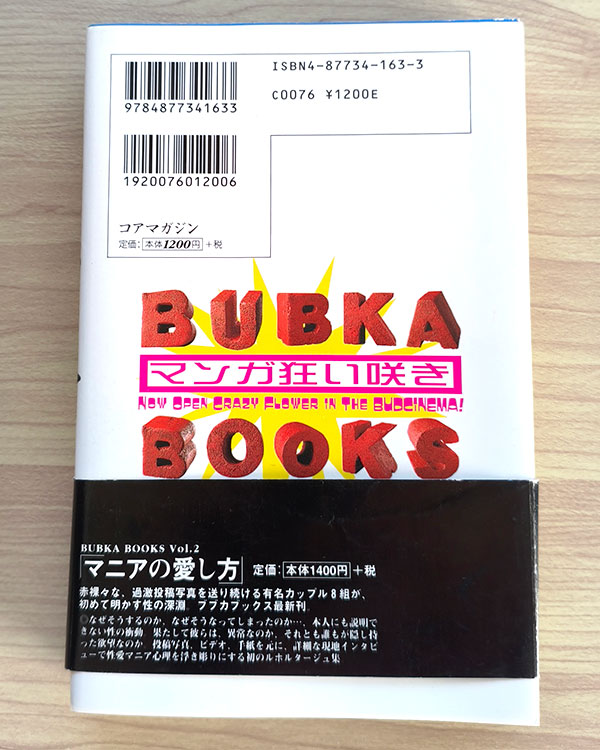 ISBN4-87734-163-3
C0076 ¥1200E
9784877341633
1920076012006
コアマガジン
定価：本体1200円+税
BUBKA
マンガ狂い咲き
NOW OPEN CRAZY FLOWER IN THE BUBCINEMA!
BOOKS
BUBKA BOOKS Vol.2
「マニアの愛し方」 定価：本体1400円+税
赤裸々な、過激投稿写真を送り続ける有名カップル8組が、
初めて明かす性の深淵。ブブカブックス最新刊。
◎なぜそうするのか、なぜそうなってしまったのか…、本人にも説明で
きない性の衝動。果たして彼らは、異常なのか、それとも誰もが隠し持っ
た欲望なのか。投稿写真、ビデオ、手紙を元に、詳細な現地インタビ
ューで性愛マニア心理を浮き彫りにする初のルポルタージュ集